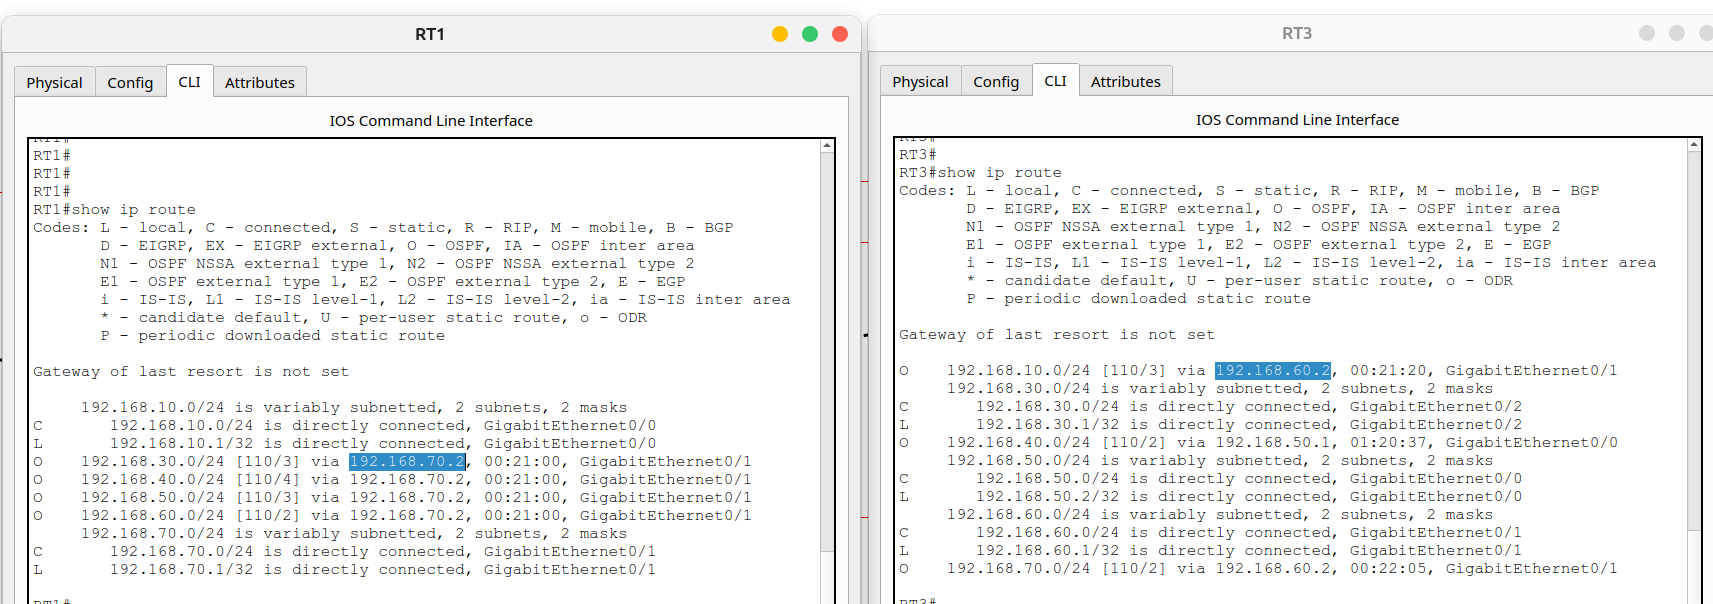 RT1
Physical Config CLI Attributes
IOS Command Line Interface
RT1#
RT1#
RT1#
RT1#
RT1#show ip route
Codes: L - local, C - connected, S - static, R - RIP, M - mobile, B - BGP
D - EIGRP, EX - EIGRP external, O - OSPF, IA - OSPF inter area
N1 - OSPF NSSA external type 1, N2 - OSPF NSSA external type 2
E1 - OSPF external type 1, E2 - OSPF external type 2, E - EGP
i - IS-IS, L1 - IS-IS level-1, L2 - IS-IS level-2, ia - IS-IS inter area
* - candidate default, U - per-user static route, o - ODR
P - periodic downloaded static route
Gateway of last resort is not set
192.168.10.0/24 is variably subnetted, 2 subnets, 2 masks
C 192.168.10.0/24 is directly connected, GigabitEthernet0/0
L 192.168.10.1/32 is directly connected, GigabitEthernet0/0
O 192.168.30.0/24 [110/3] via 192.168.70.2, 00:21:00, GigabitEthernet0/1
O 192.168.40.0/24 [110/4] via 192.168.70.2, 00:21:00, GigabitEthernet0/1
O 192.168.50.0/24 [110/3] via 192.168.70.2, 00:21:00, GigabitEthernet0/1
O 192.168.60.0/24 [110/2] via 192.168.70.2, 00:21:00, GigabitEthernet0/1
192.168.70.0/24 is variably subnetted, 2 subnets, 2 masks
C 192.168.70.0/24 is directly connected, GigabitEthernet0/1
L 192.168.70.1/32 is directly connected, GigabitEthernet0/1
RT1#
RT3
Physical Config CLI Attributes
IOS Command Line Interface
RT3#
RT3#
RT3#show ip route
Codes: L - local, C - connected, S - static, R - RIP, M - mobile, B - BGP
D - EIGRP, EX - EIGRP external, O - OSPF, IA - OSPF inter area
N1 - OSPF NSSA external type 1, N2 - OSPF NSSA external type 2
E1 - OSPF external type 1, E2 - OSPF external type 2, E - EGP
i - IS-IS, L1 - IS-IS level-1, L2 - IS-IS level-2, ia - IS-IS inter area
* - candidate default, U - per-user static route, o - ODR
P - periodic downloaded static route
Gateway of last resort is not set
O 192.168.10.0/24 [110/3] via 192.168.60.2, 00:21:20, GigabitEthernet0/1
192.168.30.0/24 is variably subnetted, 2 subnets, 2 masks
C 192.168.30.0/24 is directly connected, GigabitEthernet0/2
L 192.168.30.1/32 is directly connected, GigabitEthernet0/2
O 192.168.40.0/24 [110/2] via 192.168.50.1, 01:20:37, GigabitEthernet0/0
192.168.50.0/24 is variably subnetted, 2 subnets, 2 masks
C 192.168.50.0/24 is directly connected, GigabitEthernet0/0
L 192.168.50.2/32 is directly connected, GigabitEthernet0/0
192.168.60.0/24 is variably subnetted, 2 subnets, 2 masks
C 192.168.60.0/24 is directly connected, GigabitEthernet0/1
L 192.168.60.1/32 is directly connected, GigabitEthernet0/1
O 192.168.70.0/24 [110/2] via 192.168.60.2, 00:22:05, GigabitEthernet0/1
RT3#